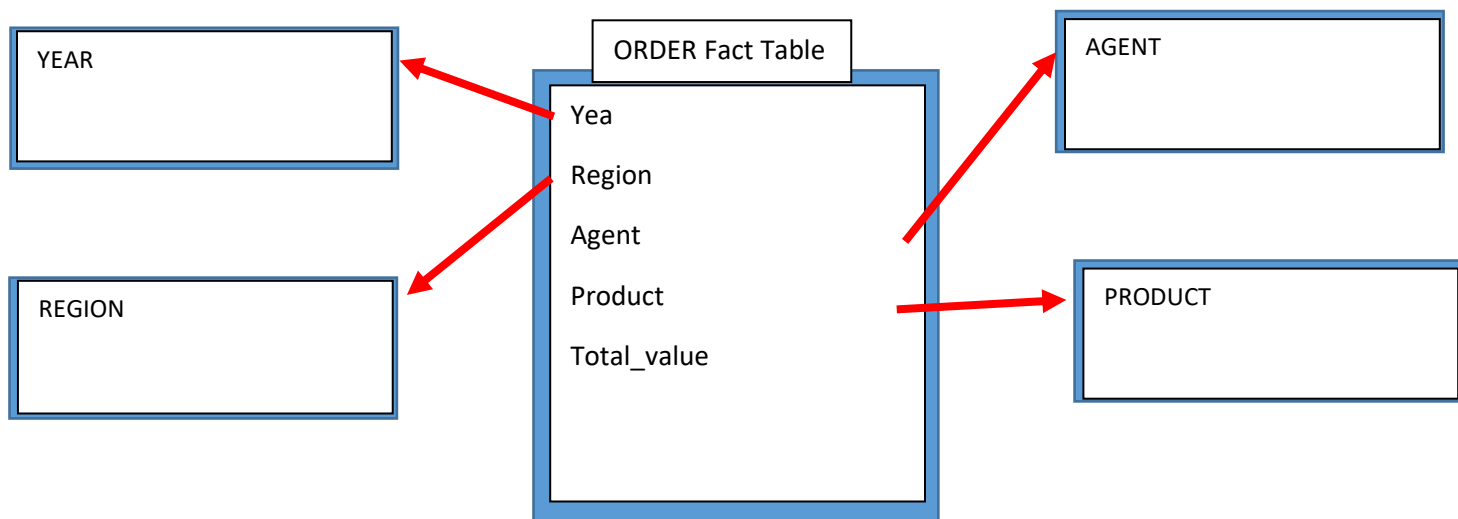 YEAR
REGION
ORDER Fact Table
Yea
Region
Agent
Product
Total_value
AGENT
PRODUCT